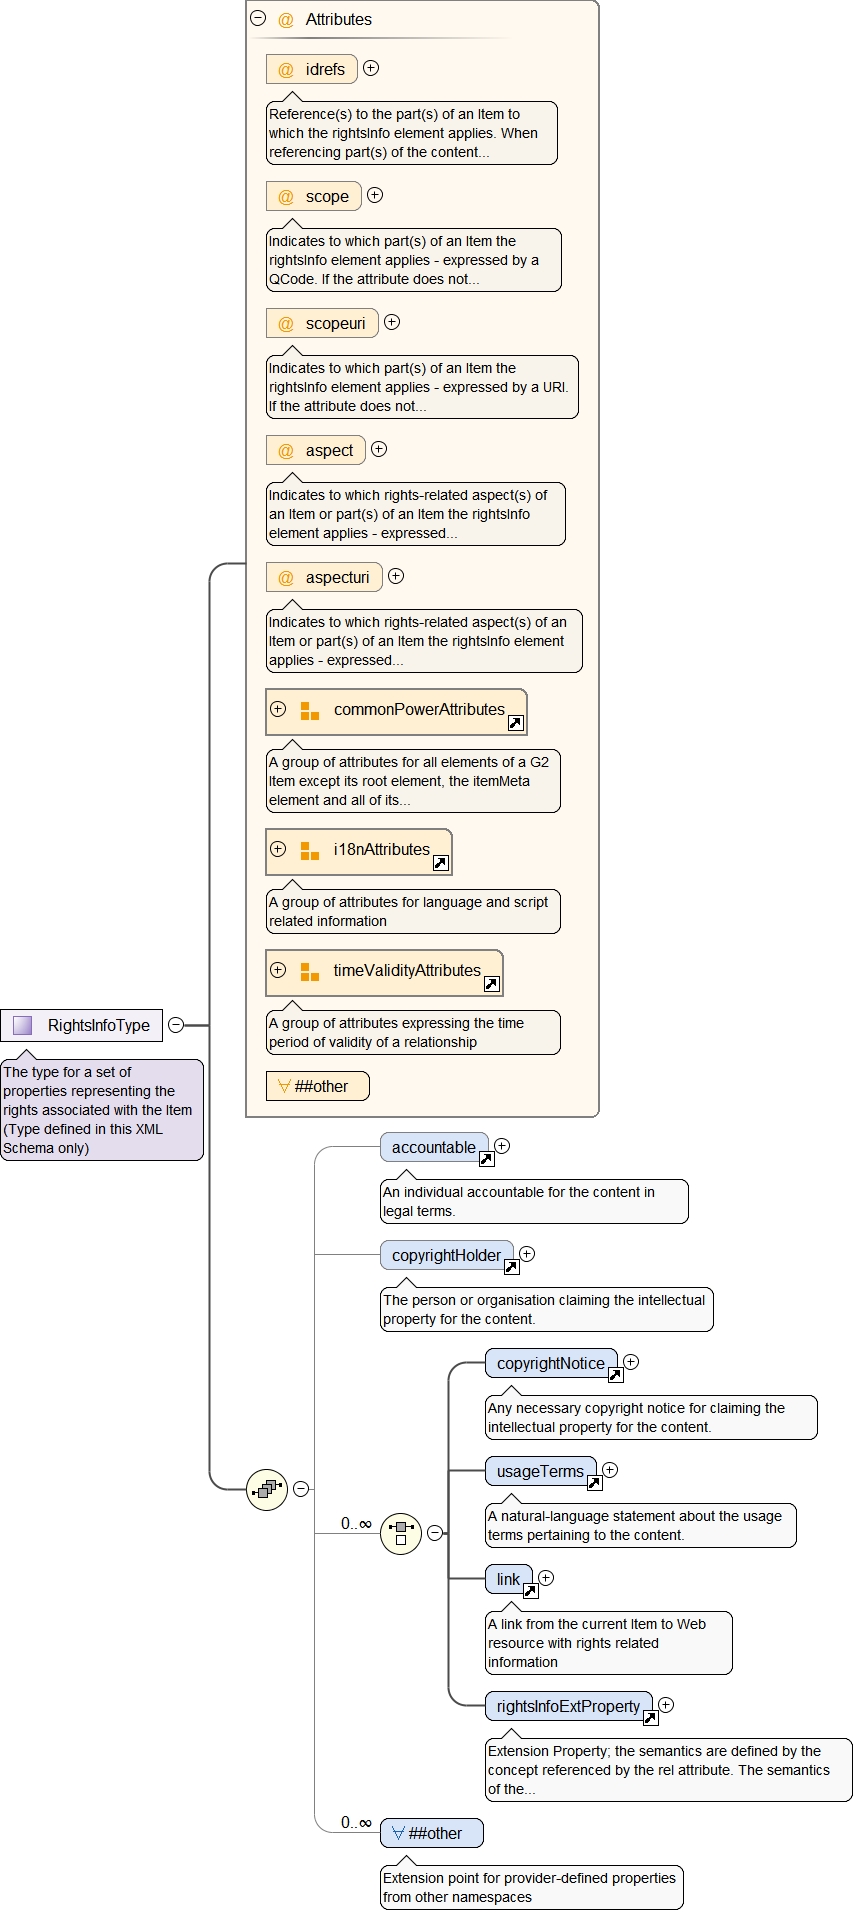 @ Attributes
@ idrefs
Reference(s) to the part(s) of an Item to
which the rightsInfo element applies. When
referencing part(s) of the content...
@ scope
Indicates to which part(s) of an Item the
rightsInfo element applies - expressed by a
QCode. If the attribute does not...
@ scopeuri
Indicates to which part(s) of an Item the
rightsInfo element applies - expressed by a URI.
If the attribute does not...
@ aspect
Indicates to which rights-related aspect(s) of
an Item or part(s) of an Item the rightsInfo
element applies - expressed...
@ aspecturi
Indicates to which rights-related aspect(s) of an
Item or part(s) of an Item the rightsInfo element
applies - expressed...
commonPowerAttributes
A group of attributes for all elements of a G2
Item except its root element, the itemMeta
element and all of its...
i18nAttributes
A group of attributes for language and script
related information
timeValidityAttributes
A group of attributes expressing the time
period of validity of a relationship
##other
RightsInfoType
The type for a set of
properties representing the
rights associated with the Item
(Type defined in this XML
Schema only)
accountable
An individual accountable for the content in
legal terms.
copyrightHolder
The person or organisation claiming the intellectual
property for the content.
copyrightNotice
Any necessary copyright notice for claiming the
intellectual property for the content.
usageTerms
A natural-language statement about the usage
terms pertaining to the content.
0..∞
link
A link from the current Item to Web
resource with rights related
information
rightsInfoExtProperty
Extension Property; the semantics are defined by the
concept referenced by the rel attribute. The semantics
of the...
0..∞
##other
Extension point for provider-defined properties
from other namespaces